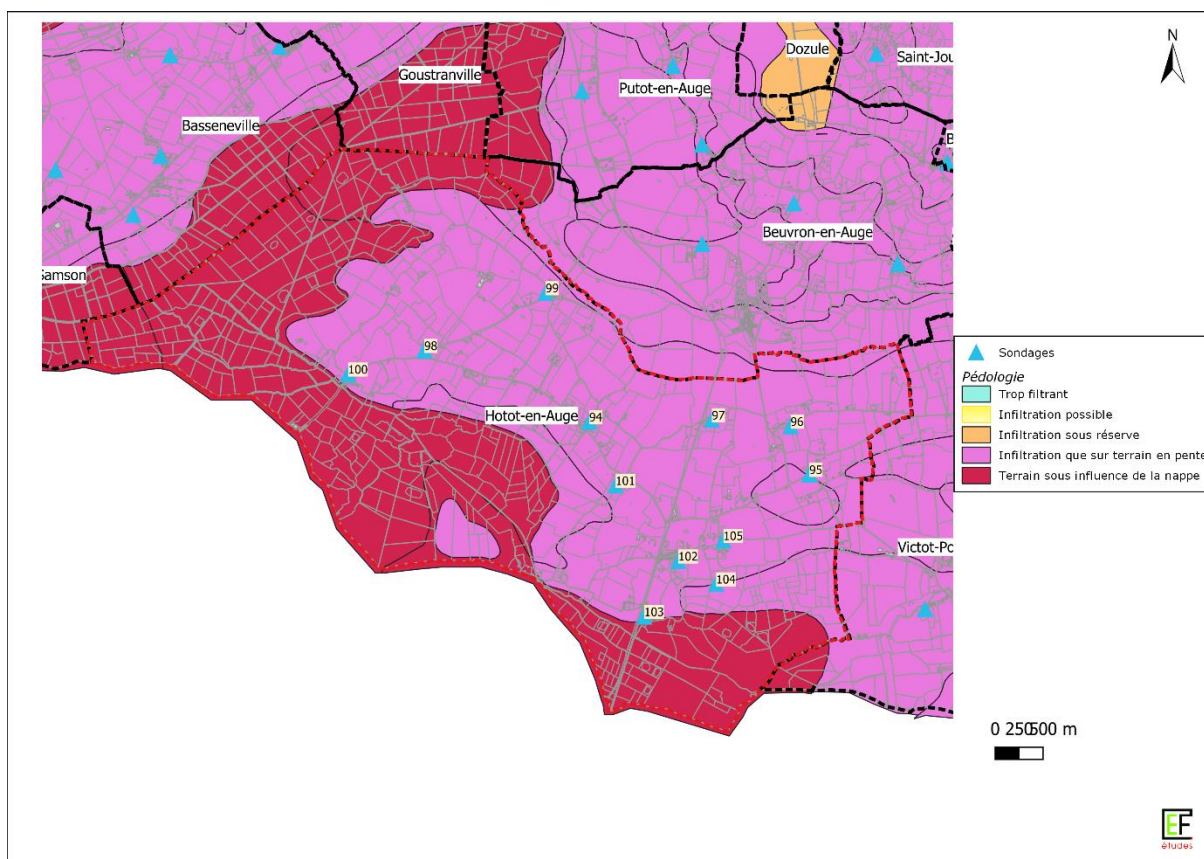 N
Dozule
Saint-Jou
Goustranville
Putot-en-Auge
Basseneville
B
Beuvron-en-Auge
Samson
99
98
100
Hotot-en-Auge
94
97
96
95
101
105
102
104
103
Victot-Po
Sondages
Pédologie
Trop filtrant
Infiltration possible
Infiltration sous réserve
Infiltration que sur terrain en pente
Terrain sous influence de la nappe
0 250 500 m
EF
études